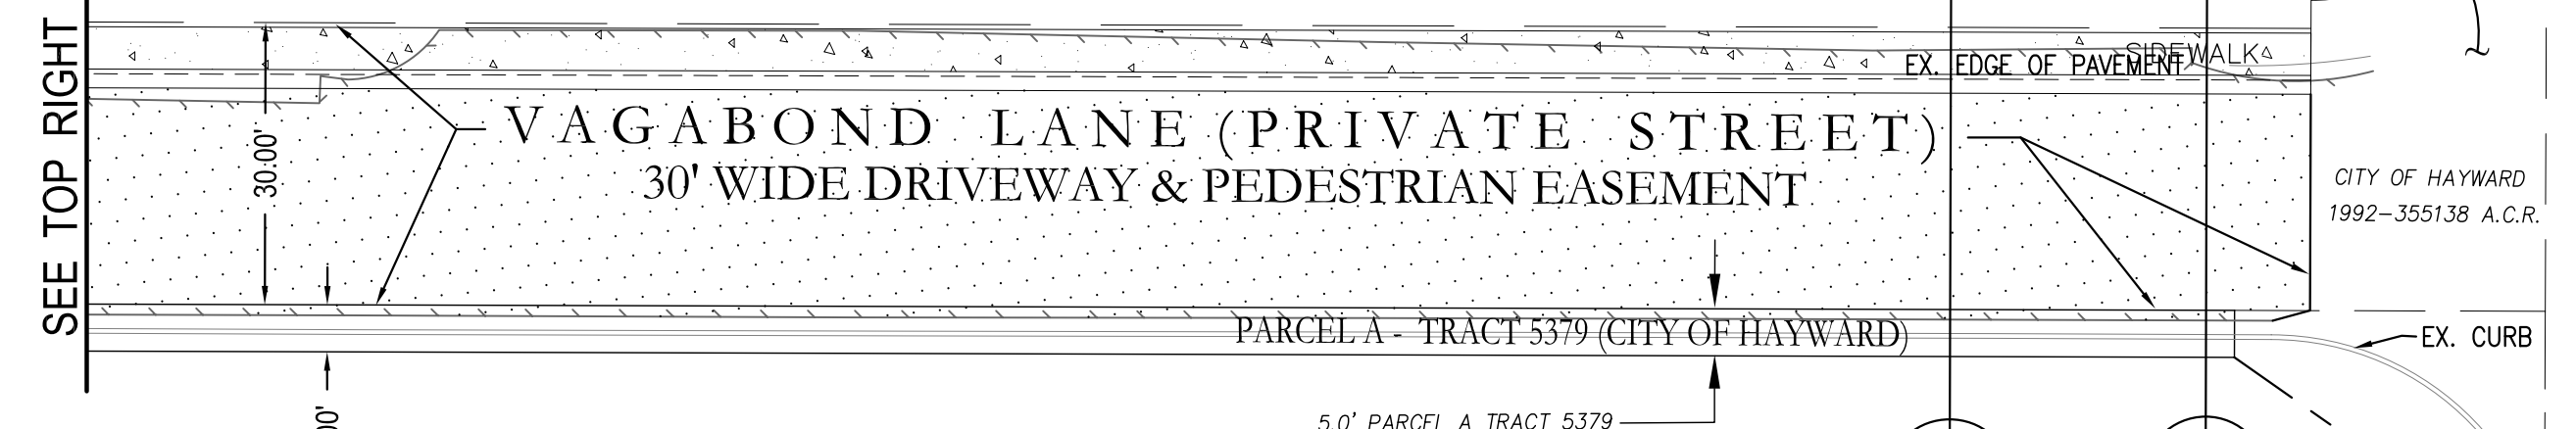 SEE TOP RIGHT
30.00'
SIDEWALK
EX. EDGE OF PAVEMENT
VAGABOND LANE (PRIVATE STREET)
30' WIDE DRIVEWAY & PEDESTRIAN EASEMENT
CITY OF HAYWARD
1992-355138 A.C.R.
PARCEL A - TRACT 5379 (CITY OF HAYWARD)
EX. CURB
5.0' PARCEL A TRACT 5379